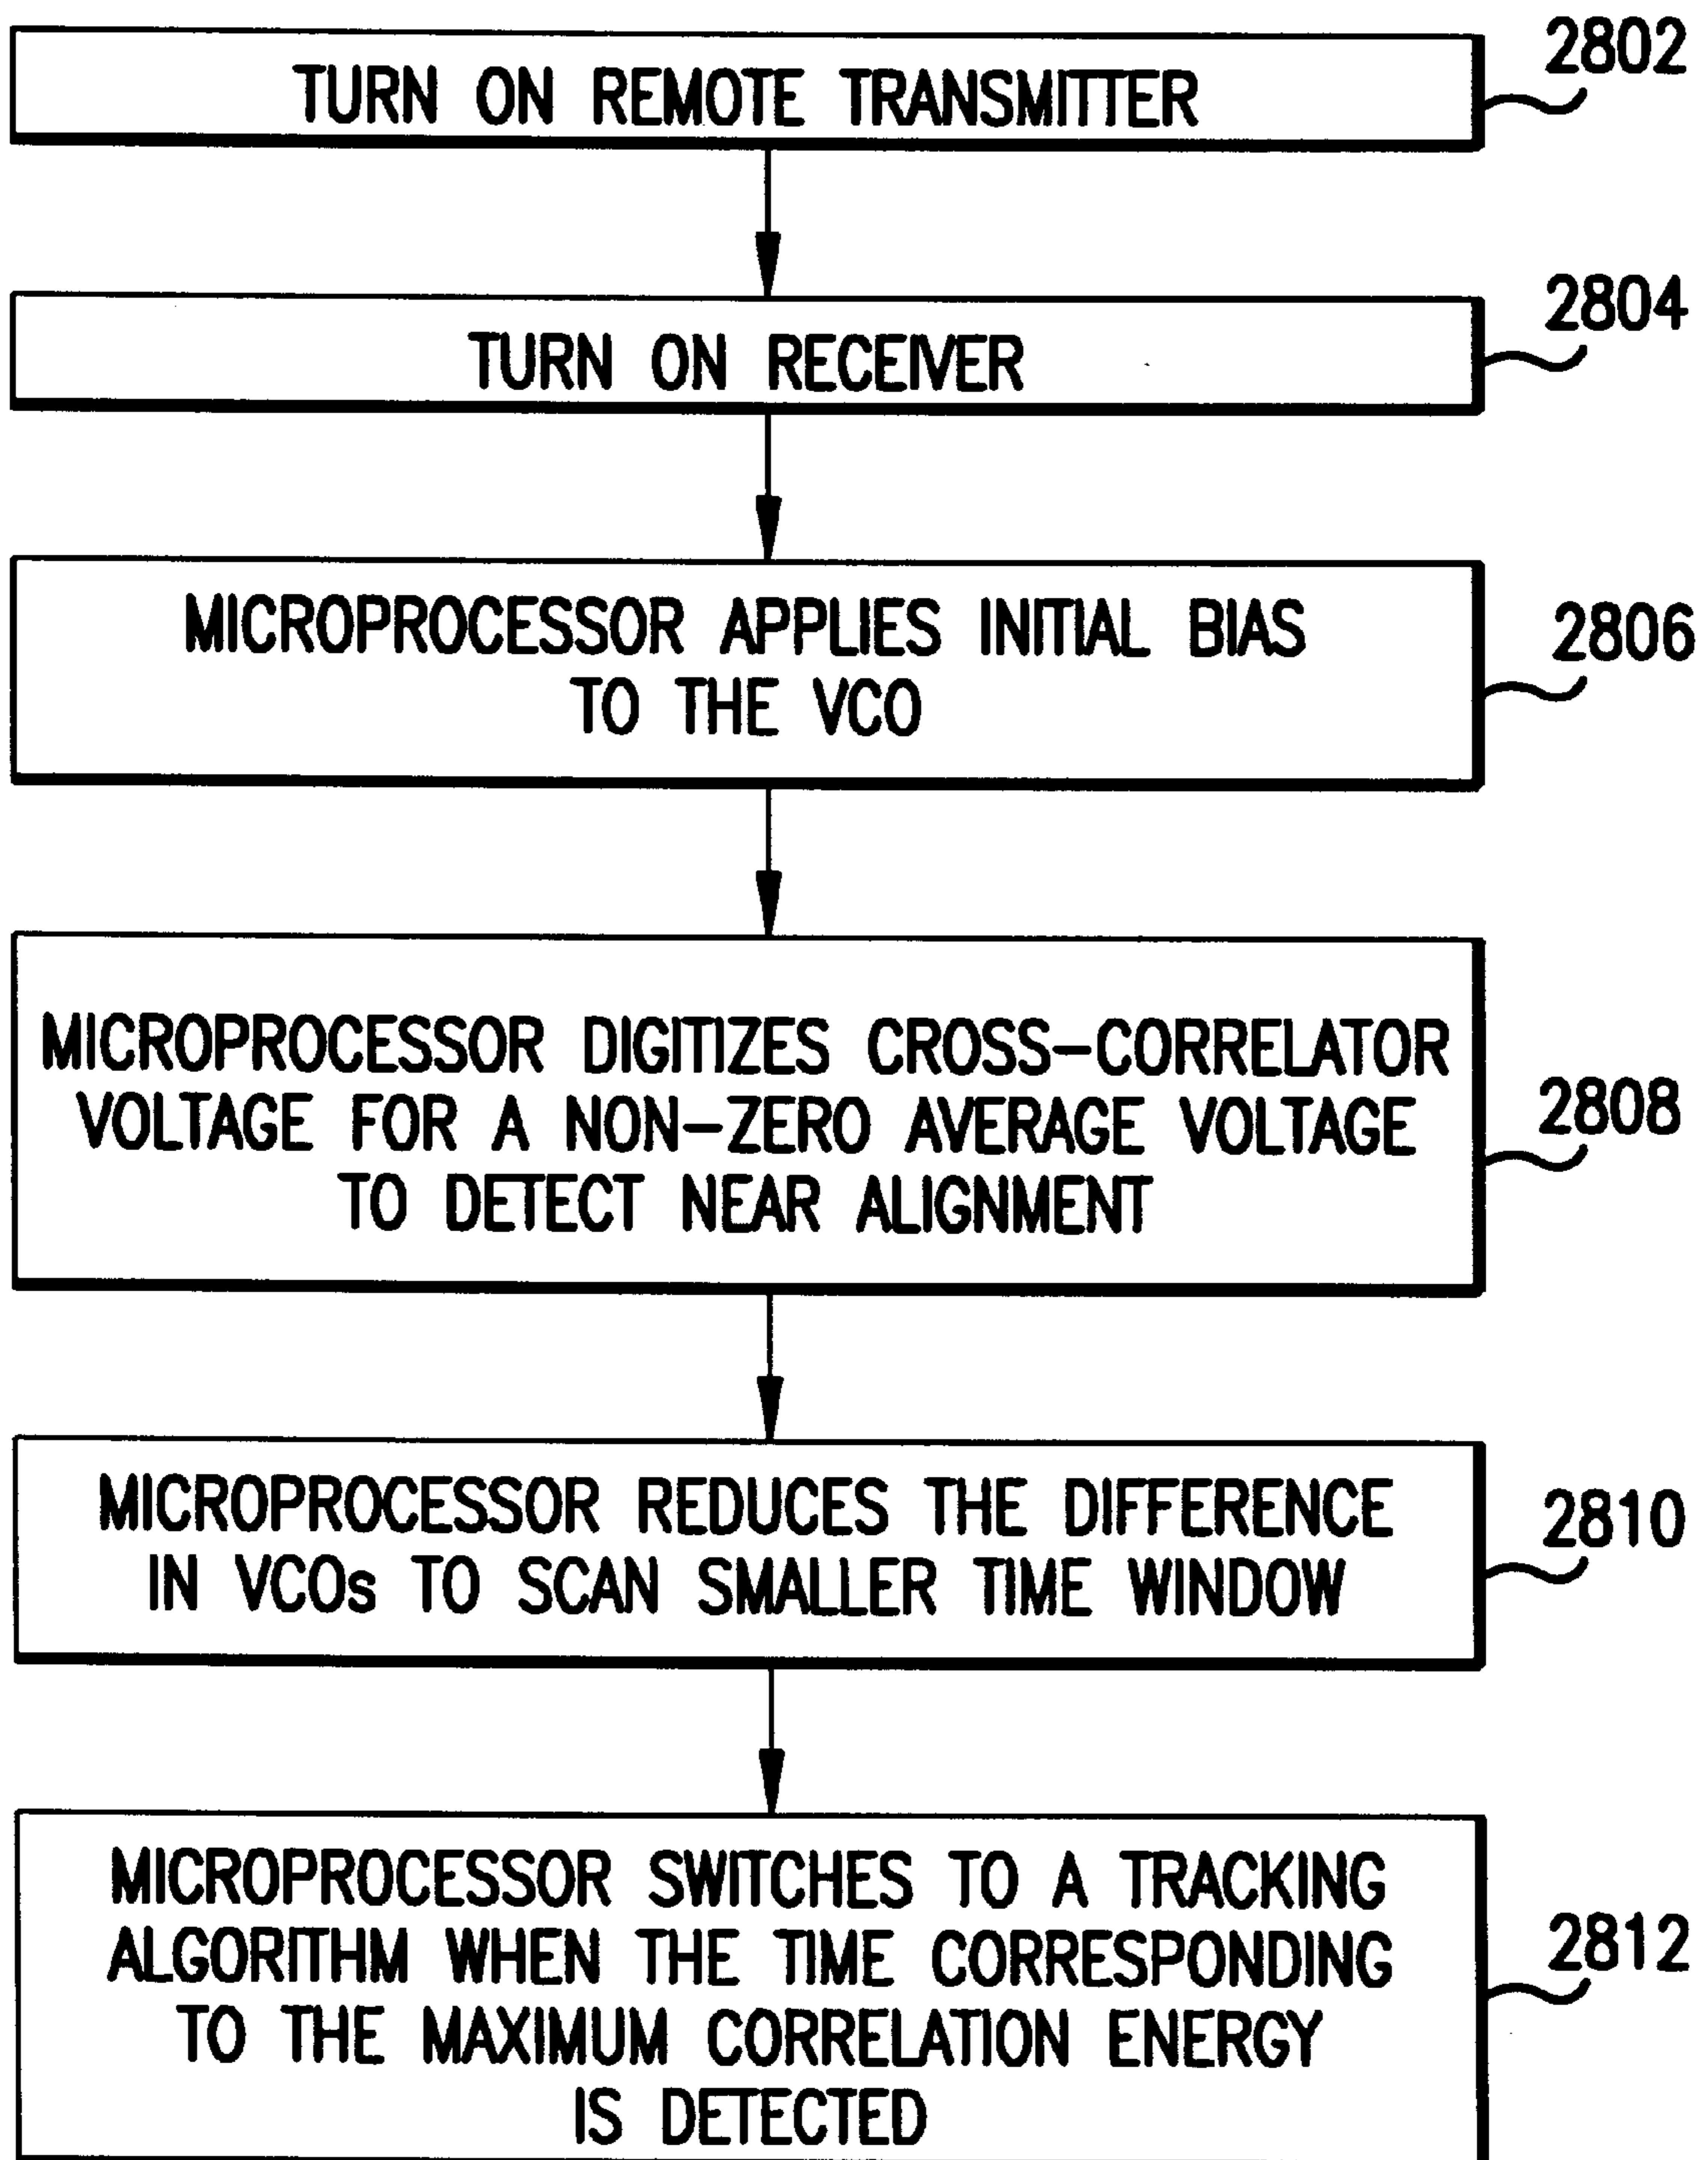 2802
TURN ON REMOTE TRANSMITTER
2804
TURN ON RECEIVER
MICROPROCESSOR APPLIES INITIAL BIAS
TO THE VCO
2806
MICROPROCESSOR DIGITIZES CROSS-CORRELATOR
VOLTAGE FOR A NON-ZERO AVERAGE VOLTAGE
TO DETECT NEAR ALIGNMENT
2808
MICROPROCESSOR REDUCES THE DIFFERENCE
IN VCOs TO SCAN SMALLER TIME WINDOW
2810
MICROPROCESSOR SWITCHES TO A TRACKING
ALGORITHM WHEN THE TIME CORRESPONDING
TO THE MAXIMUM CORRELATION ENERGY
IS DETECTED
2812